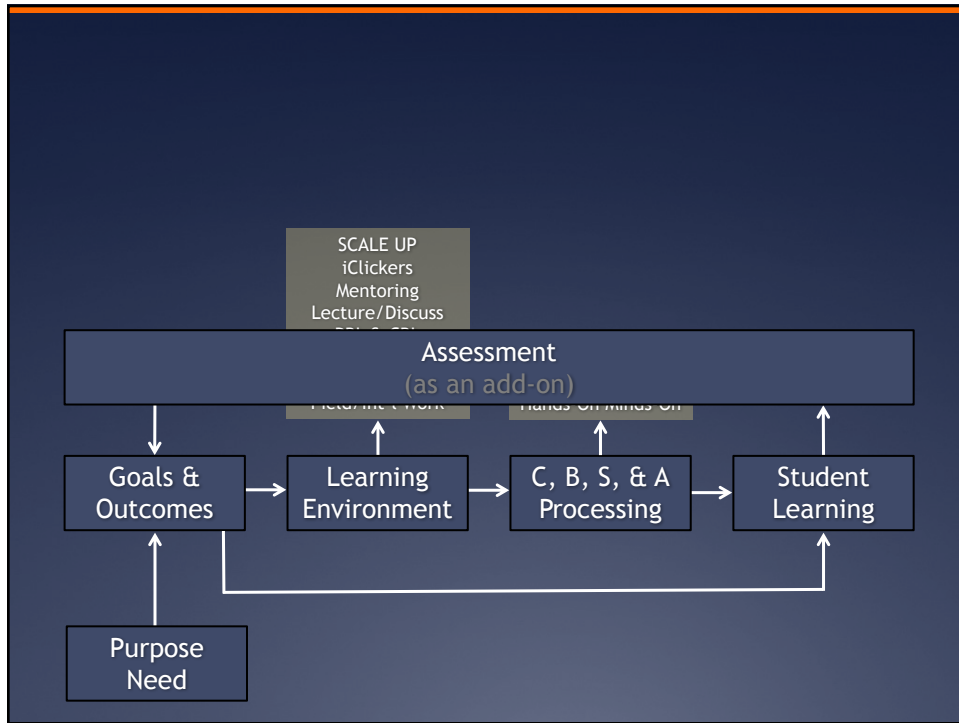 SCALE UP
iClickers
Mentoring
Lecture/Discuss
Assessment
(as an add-on)
Goals &
Outcomes
Learning
Environment
C, B, S, & A
Processing
Student
Learning
Purpose
Need